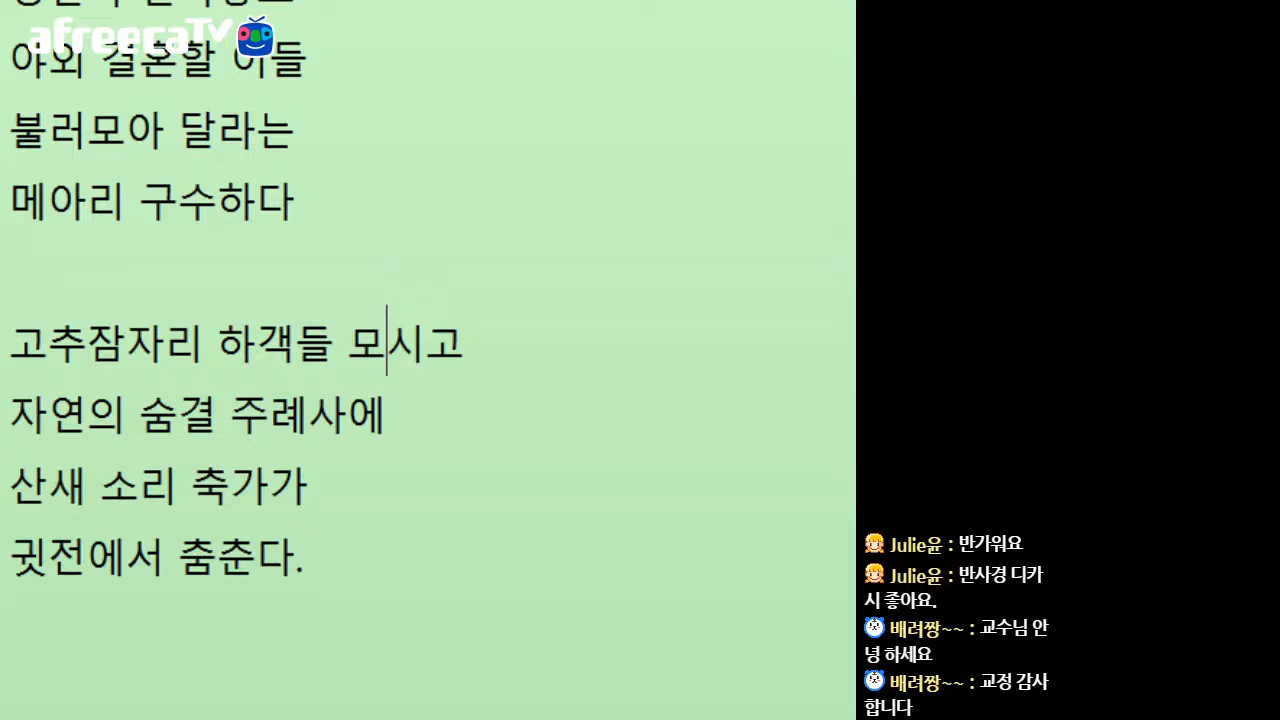 afreecaTV
야외 결혼할 이들
불러모아 달라는
메아리 구수하다
고추잠자리 하객들 모시고
자연의 숨결 주례사에
산새 소리 축가가
귓전에서 춤춘다.
Julie윤 : 반가워요
Julie윤 : 반사경 디카
시 좋아요.
배려짱~~ : 교수님 안
녕 하세요
배려짱~~ : 교정 감사
합니다